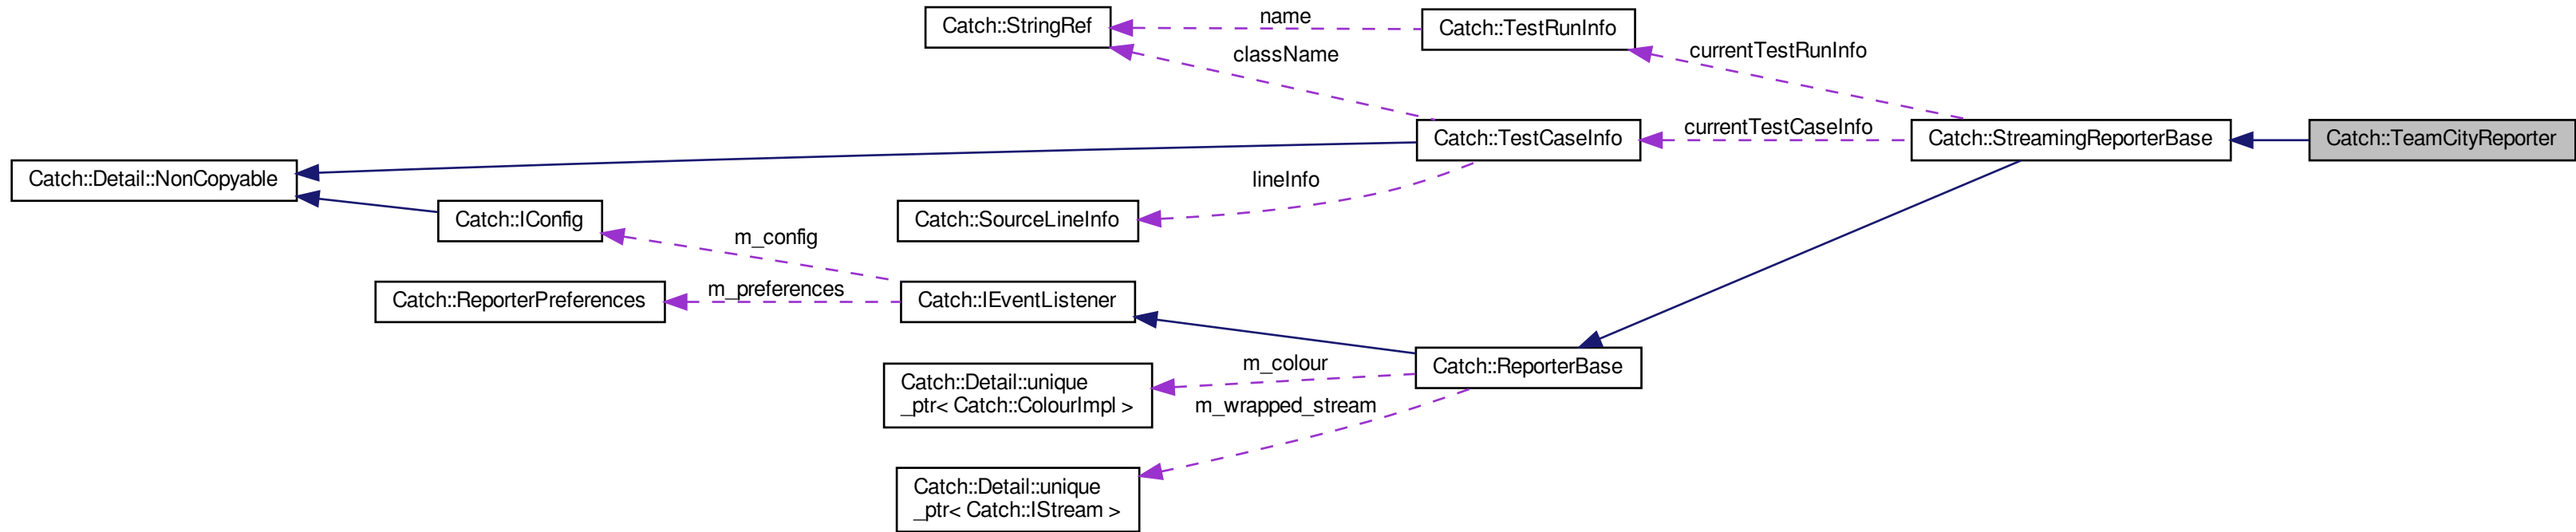 Catch::StringRef
name
Catch::TestRunInfo
className
currentTestRunInfo
Catch::TestCaseInfo
currentTestCaseInfo
Catch::StreamingReporterBase
Catch::TeamCityReporter
Catch::Detail::NonCopyable
lineInfo
Catch::IConfig
Catch::SourceLineInfo
m_config
Catch::ReporterPreferences
m_preferences
Catch::IEventListener
m_colour
Catch::ReporterBase
Catch::Detail::unique
_ptr< Catch::ColourImpl >
m_wrapped_stream
Catch::Detail::unique
_ptr< Catch::IStream >